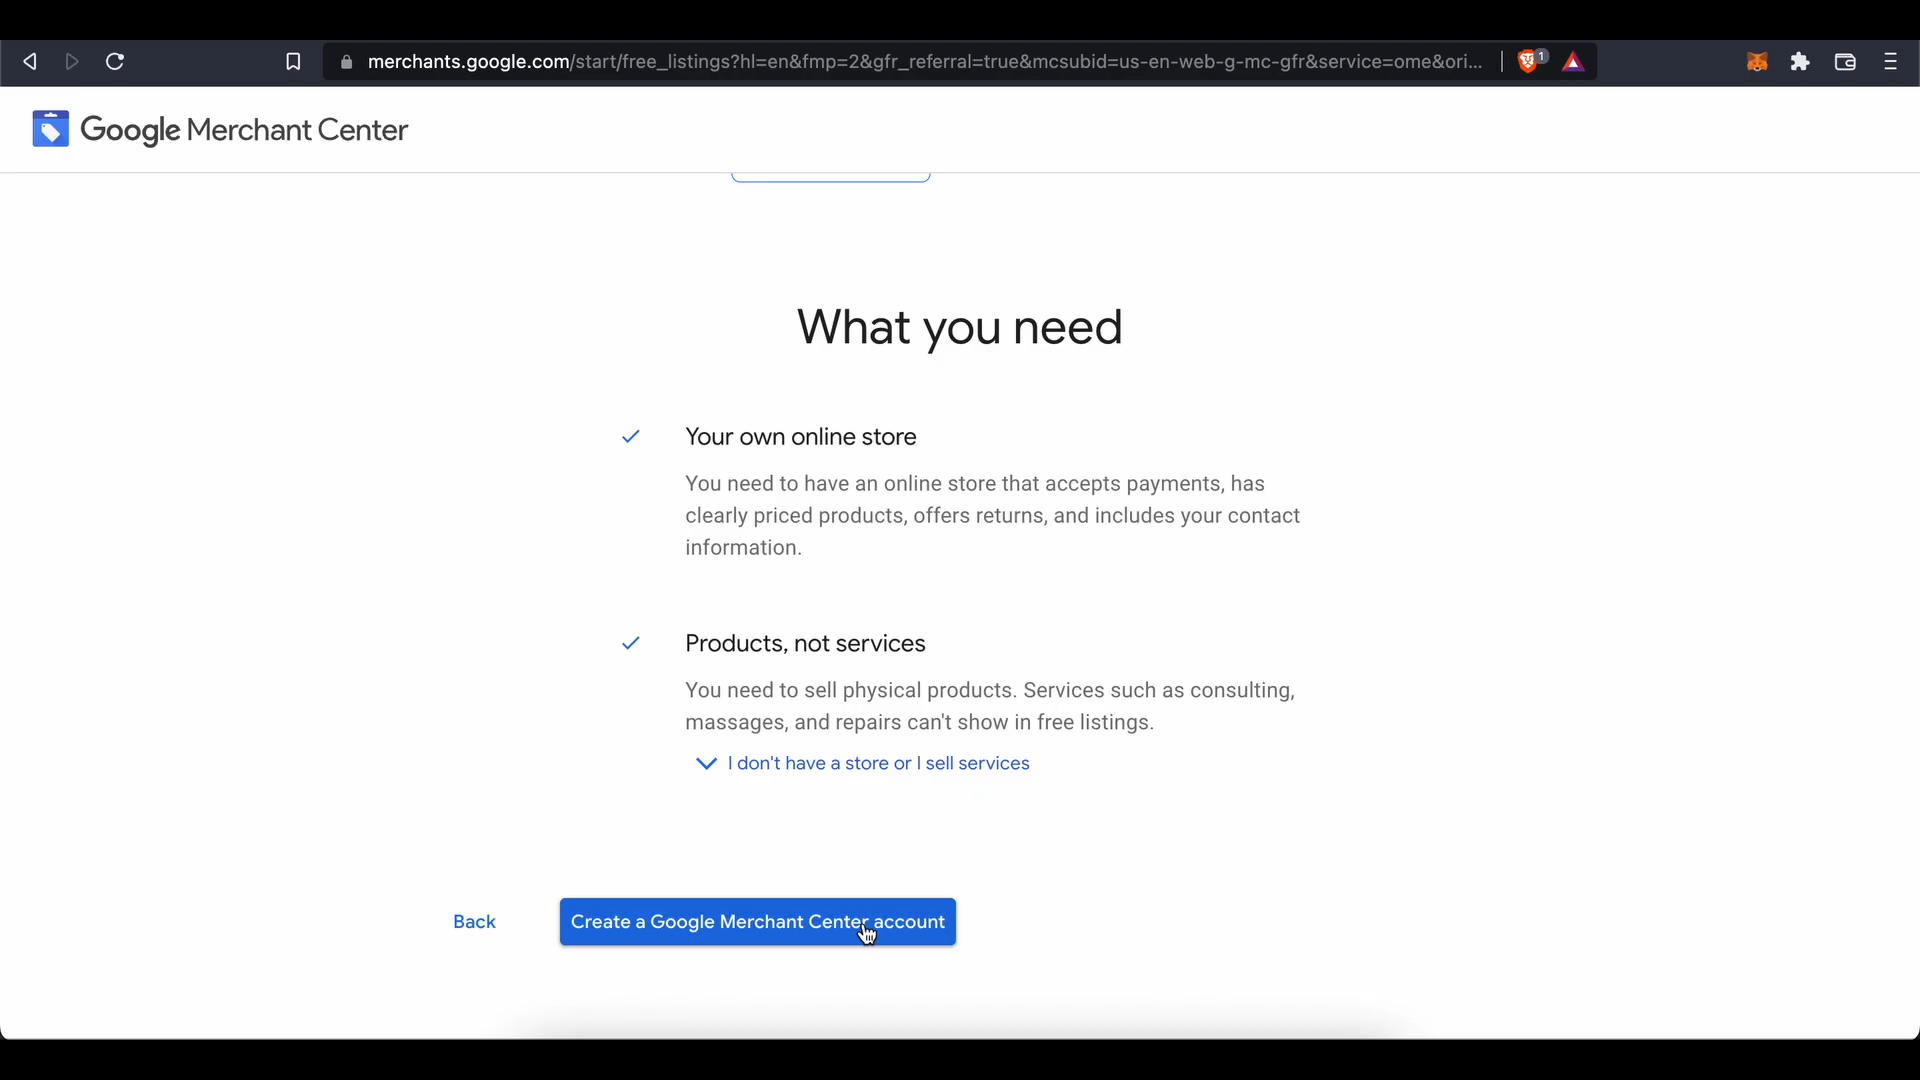 merchants.google.com/start/free_listings?hl=en&fmp=2&gfr_referral=true&mcsubid=us-en-web-g-mc-gfr&service=ome&ori...
1
Google Merchant Center
What you need
Your own online store
You need to have an online store that accepts payments, has
clearly priced products, offers returns, and includes your contact
information.
Products, not services
You need to sell physical products. Services such as consulting,
massages, and repairs can't show in free listings.
I don't have a store or I sell services
Back
Create a Google Merchant Center account